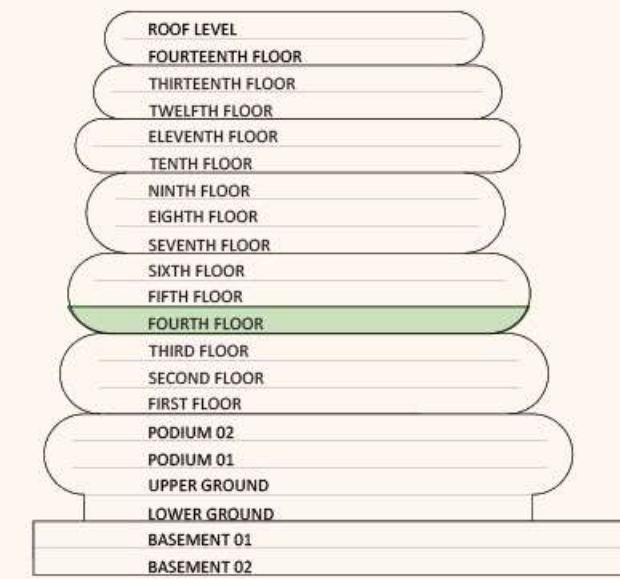 ROOF LEVEL
FOURTEENTH FLOOR
THIRTEENTH FLOOR
TWELFTH FLOOR
ELEVENTH FLOOR
TENTH FLOOR
NINTH FLOOR
EIGHTH FLOOR
SEVENTH FLOOR
SIXTH FLOOR
FIFTH FLOOR
FOURTH FLOOR
THIRD FLOOR
SECOND FLOOR
FIRST FLOOR
PODIUM 02
PODIUM 01
UPPER GROUND
LOWER GROUND
BASEMENT 01
BASEMENT 02